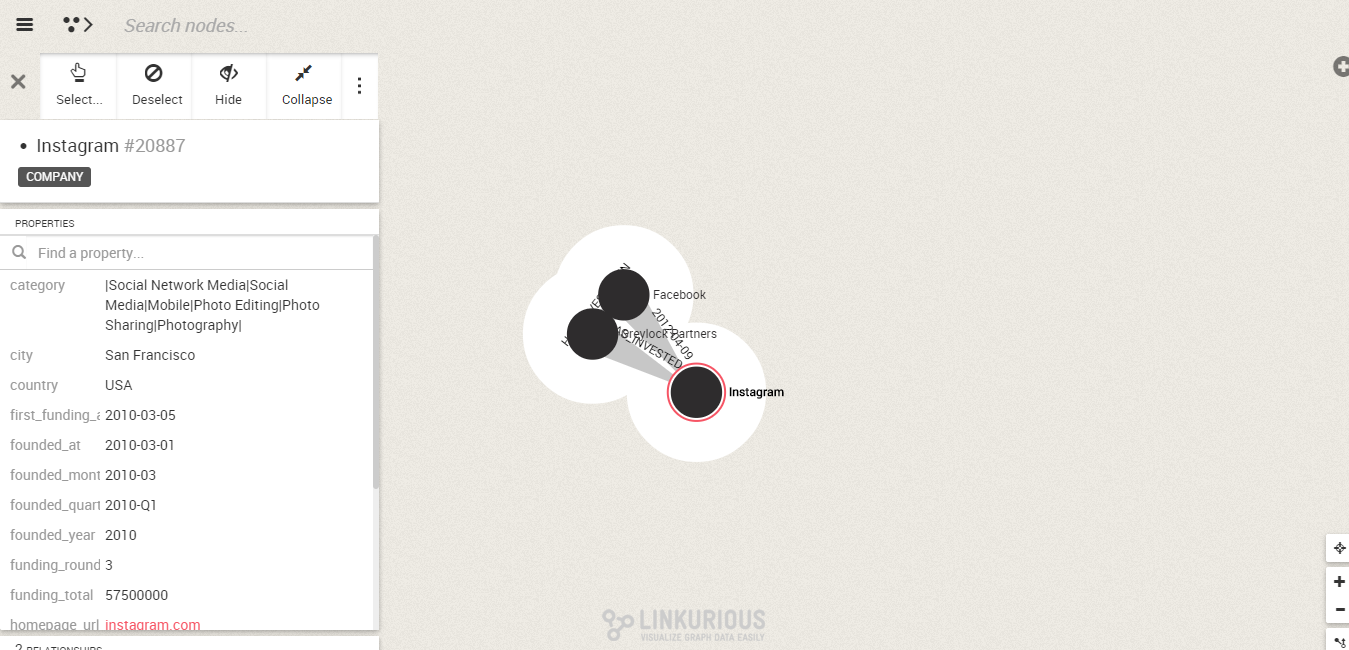 Search nodes...
Select...
Deselect
Hide
Collapse
Instagram #20887
COMPANY
PROPERTIES
Find a property...
category |Social Network Media|Social
Media|Mobile|Photo Editing|Photo
Sharing|Photography|
city San Francisco
country USA
first_funding_a 2010-03-05
founded_at 2010-03-01
founded_mont 2010-03
founded_quart 2010-Q1
founded_year 2010
funding_round 3
funding_total 57500000
homepage_url instagram.com
2 RELATIONSHIPS
Facebook
Greylock Partners
2012-04-09
Instagram
LINKURIOUS
VISUALIZE GRAPH DATA EASILY